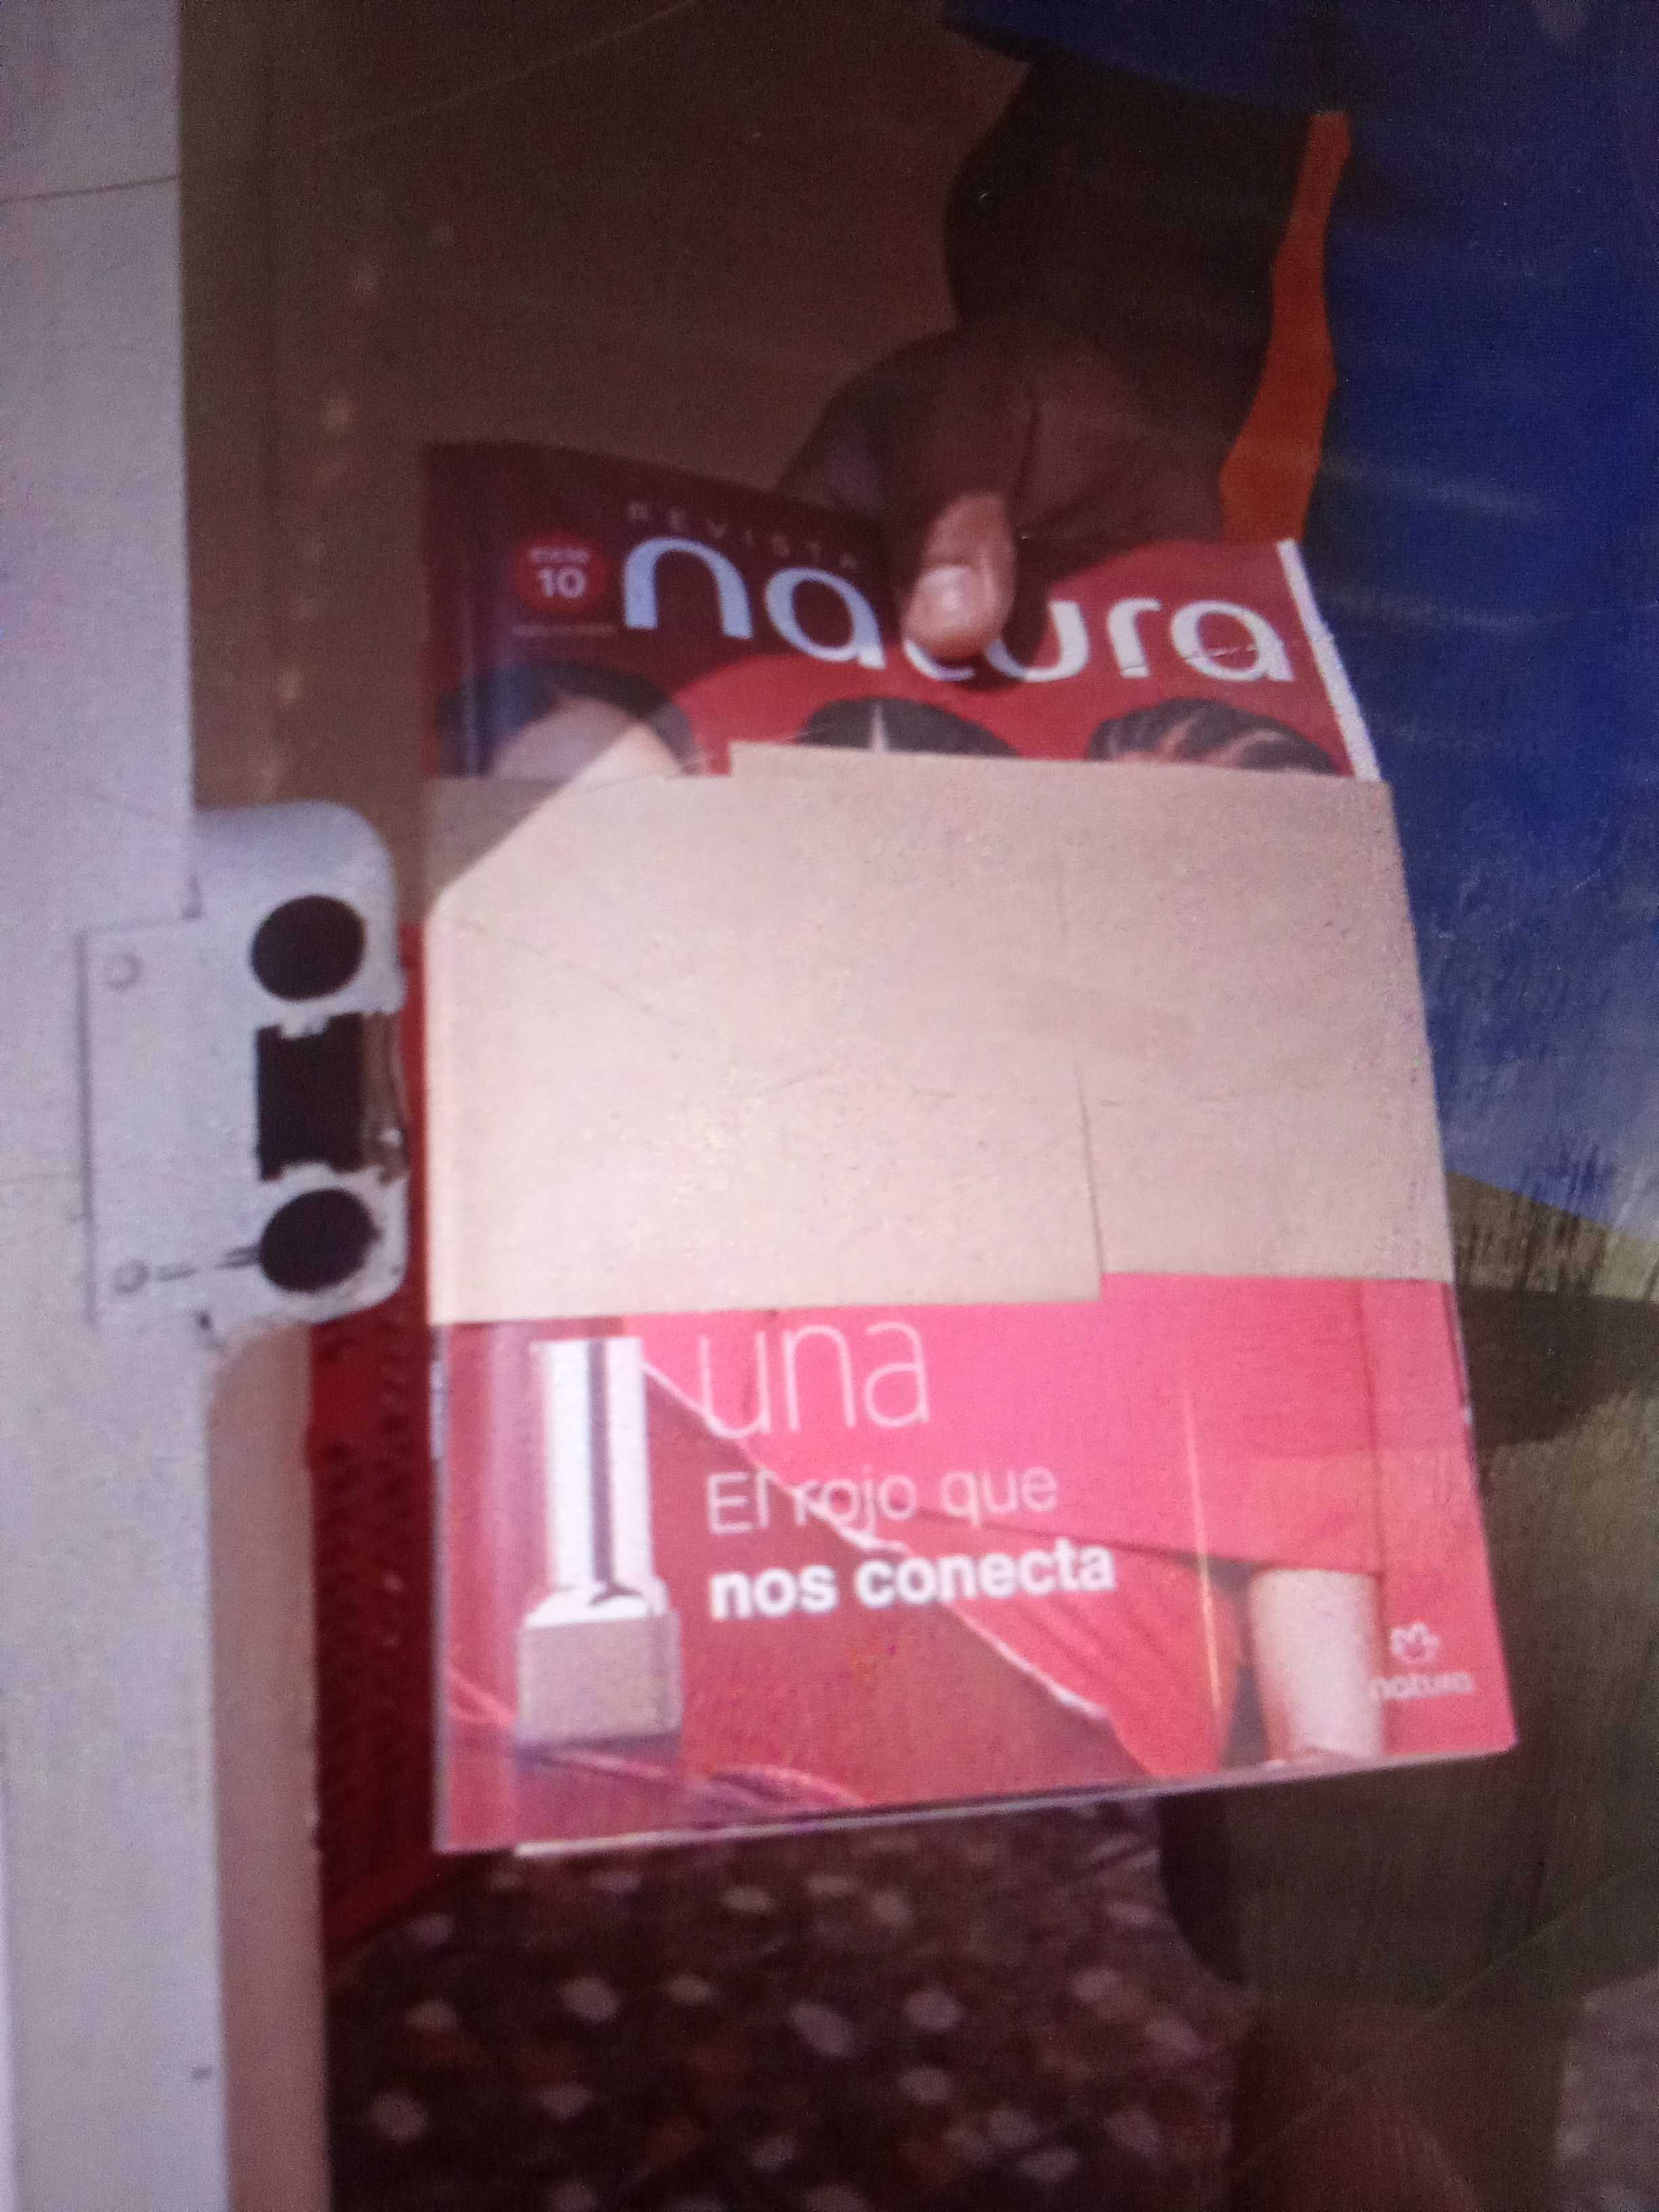 REVISTA
natura
10
una
El rojo que
nos conecta
natura